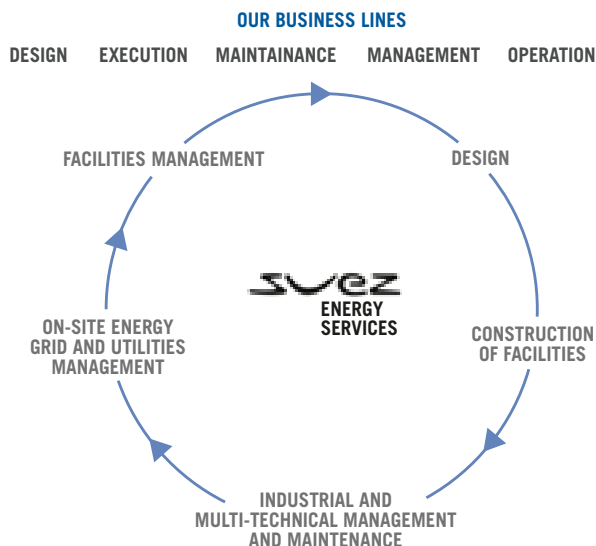 OUR BUSINESS LINES
DESIGN EXECUTION MAINTAINANCE MANAGEMENT OPERATION
FACILITIES MANAGEMENT
DESIGN
suez
ENERGY
SERVICES
ON-SITE ENERGY
GRID AND UTILITIES
MANAGEMENT
CONSTRUCTION
OF FACILITIES
INDUSTRIAL AND
MULTI-TECHNICAL MANAGEMENT
AND MAINTENANCE